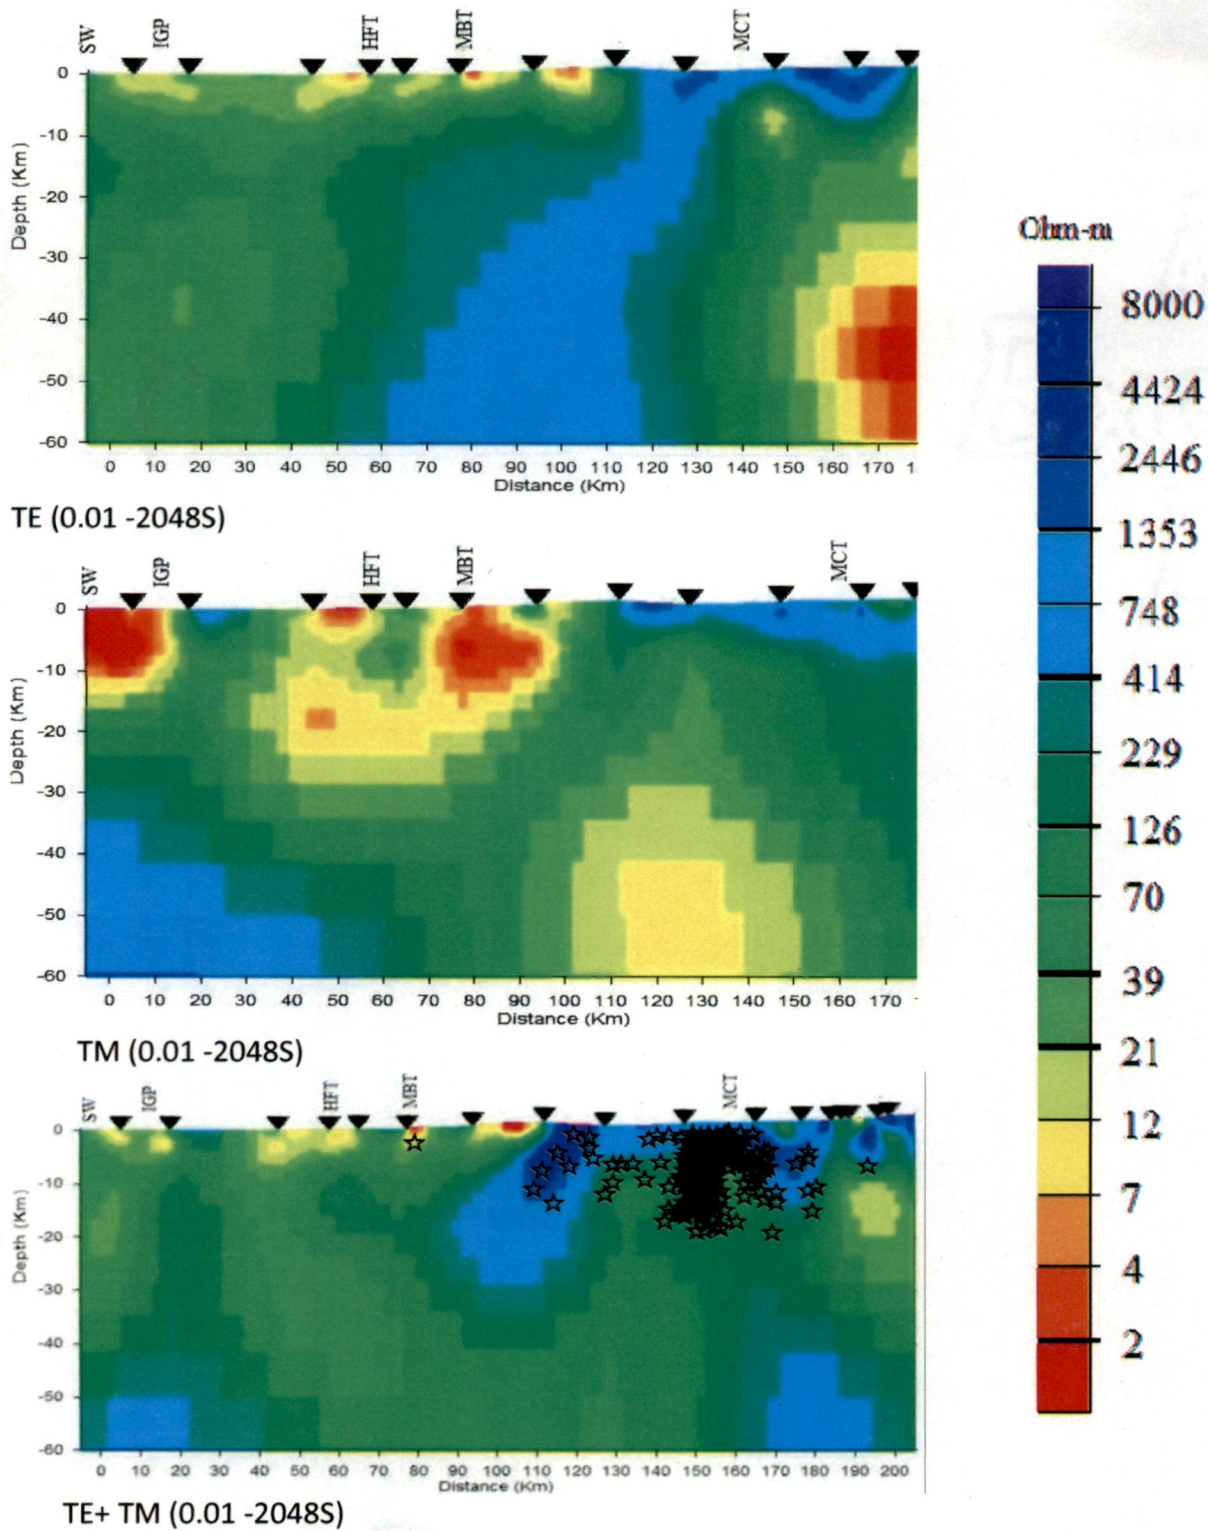 SW IGP HFT MBT MCT
0
-10
-20
-30
-40
-50
-60
Depth (Km)
0 10 20 30 40 50 60 70 80 90 100 110 120 130 140 150 160 170 1
Distance (Km)
TE (0.01 -2048S)
SW IGP HFT MBT MCT
0
-10
-20
-30
-40
-50
-60
Depth (Km)
0 10 20 30 40 50 60 70 80 90 100 110 120 130 140 150 160 170
Distance (Km)
TM (0.01 -2048S)
SW IGP HFT MBT MCT
0
-10
-20
-30
-40
-50
-60
Depth (Km)
0 10 20 30 40 50 60 70 80 90 100 110 120 130 140 150 160 170 180 190 200
Distance (Km)
TE+ TM (0.01 -2048S)
Ohm-m
8000
4424
2446
1353
748
414
229
126
70
39
21
12
7
4
2